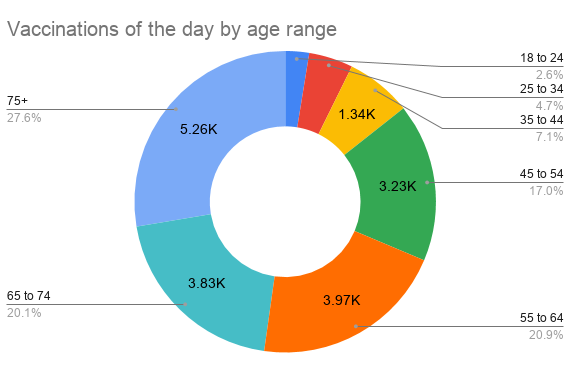 Vaccinations of the day by age range
18 to 24
2.6%
25 to 34
4.7%
35 to 44
7.1%
45 to 54
17.0%
55 to 64
20.9%
65 to 74
20.1%
75+
27.6%
1.34K
3.23K
3.97K
3.83K
5.26K